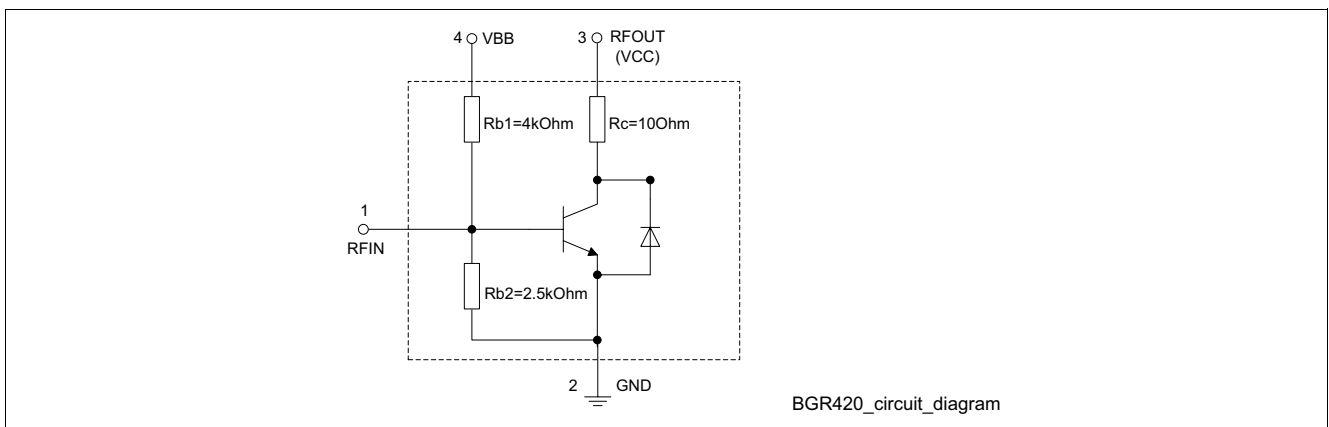 4 VBB
3 RFOUT
(VCC)
Rb1=4kOhm
Rc=10Ohm
1
RFIN
Rb2=2.5kOhm
2 GND
BGR420_circuit_diagram